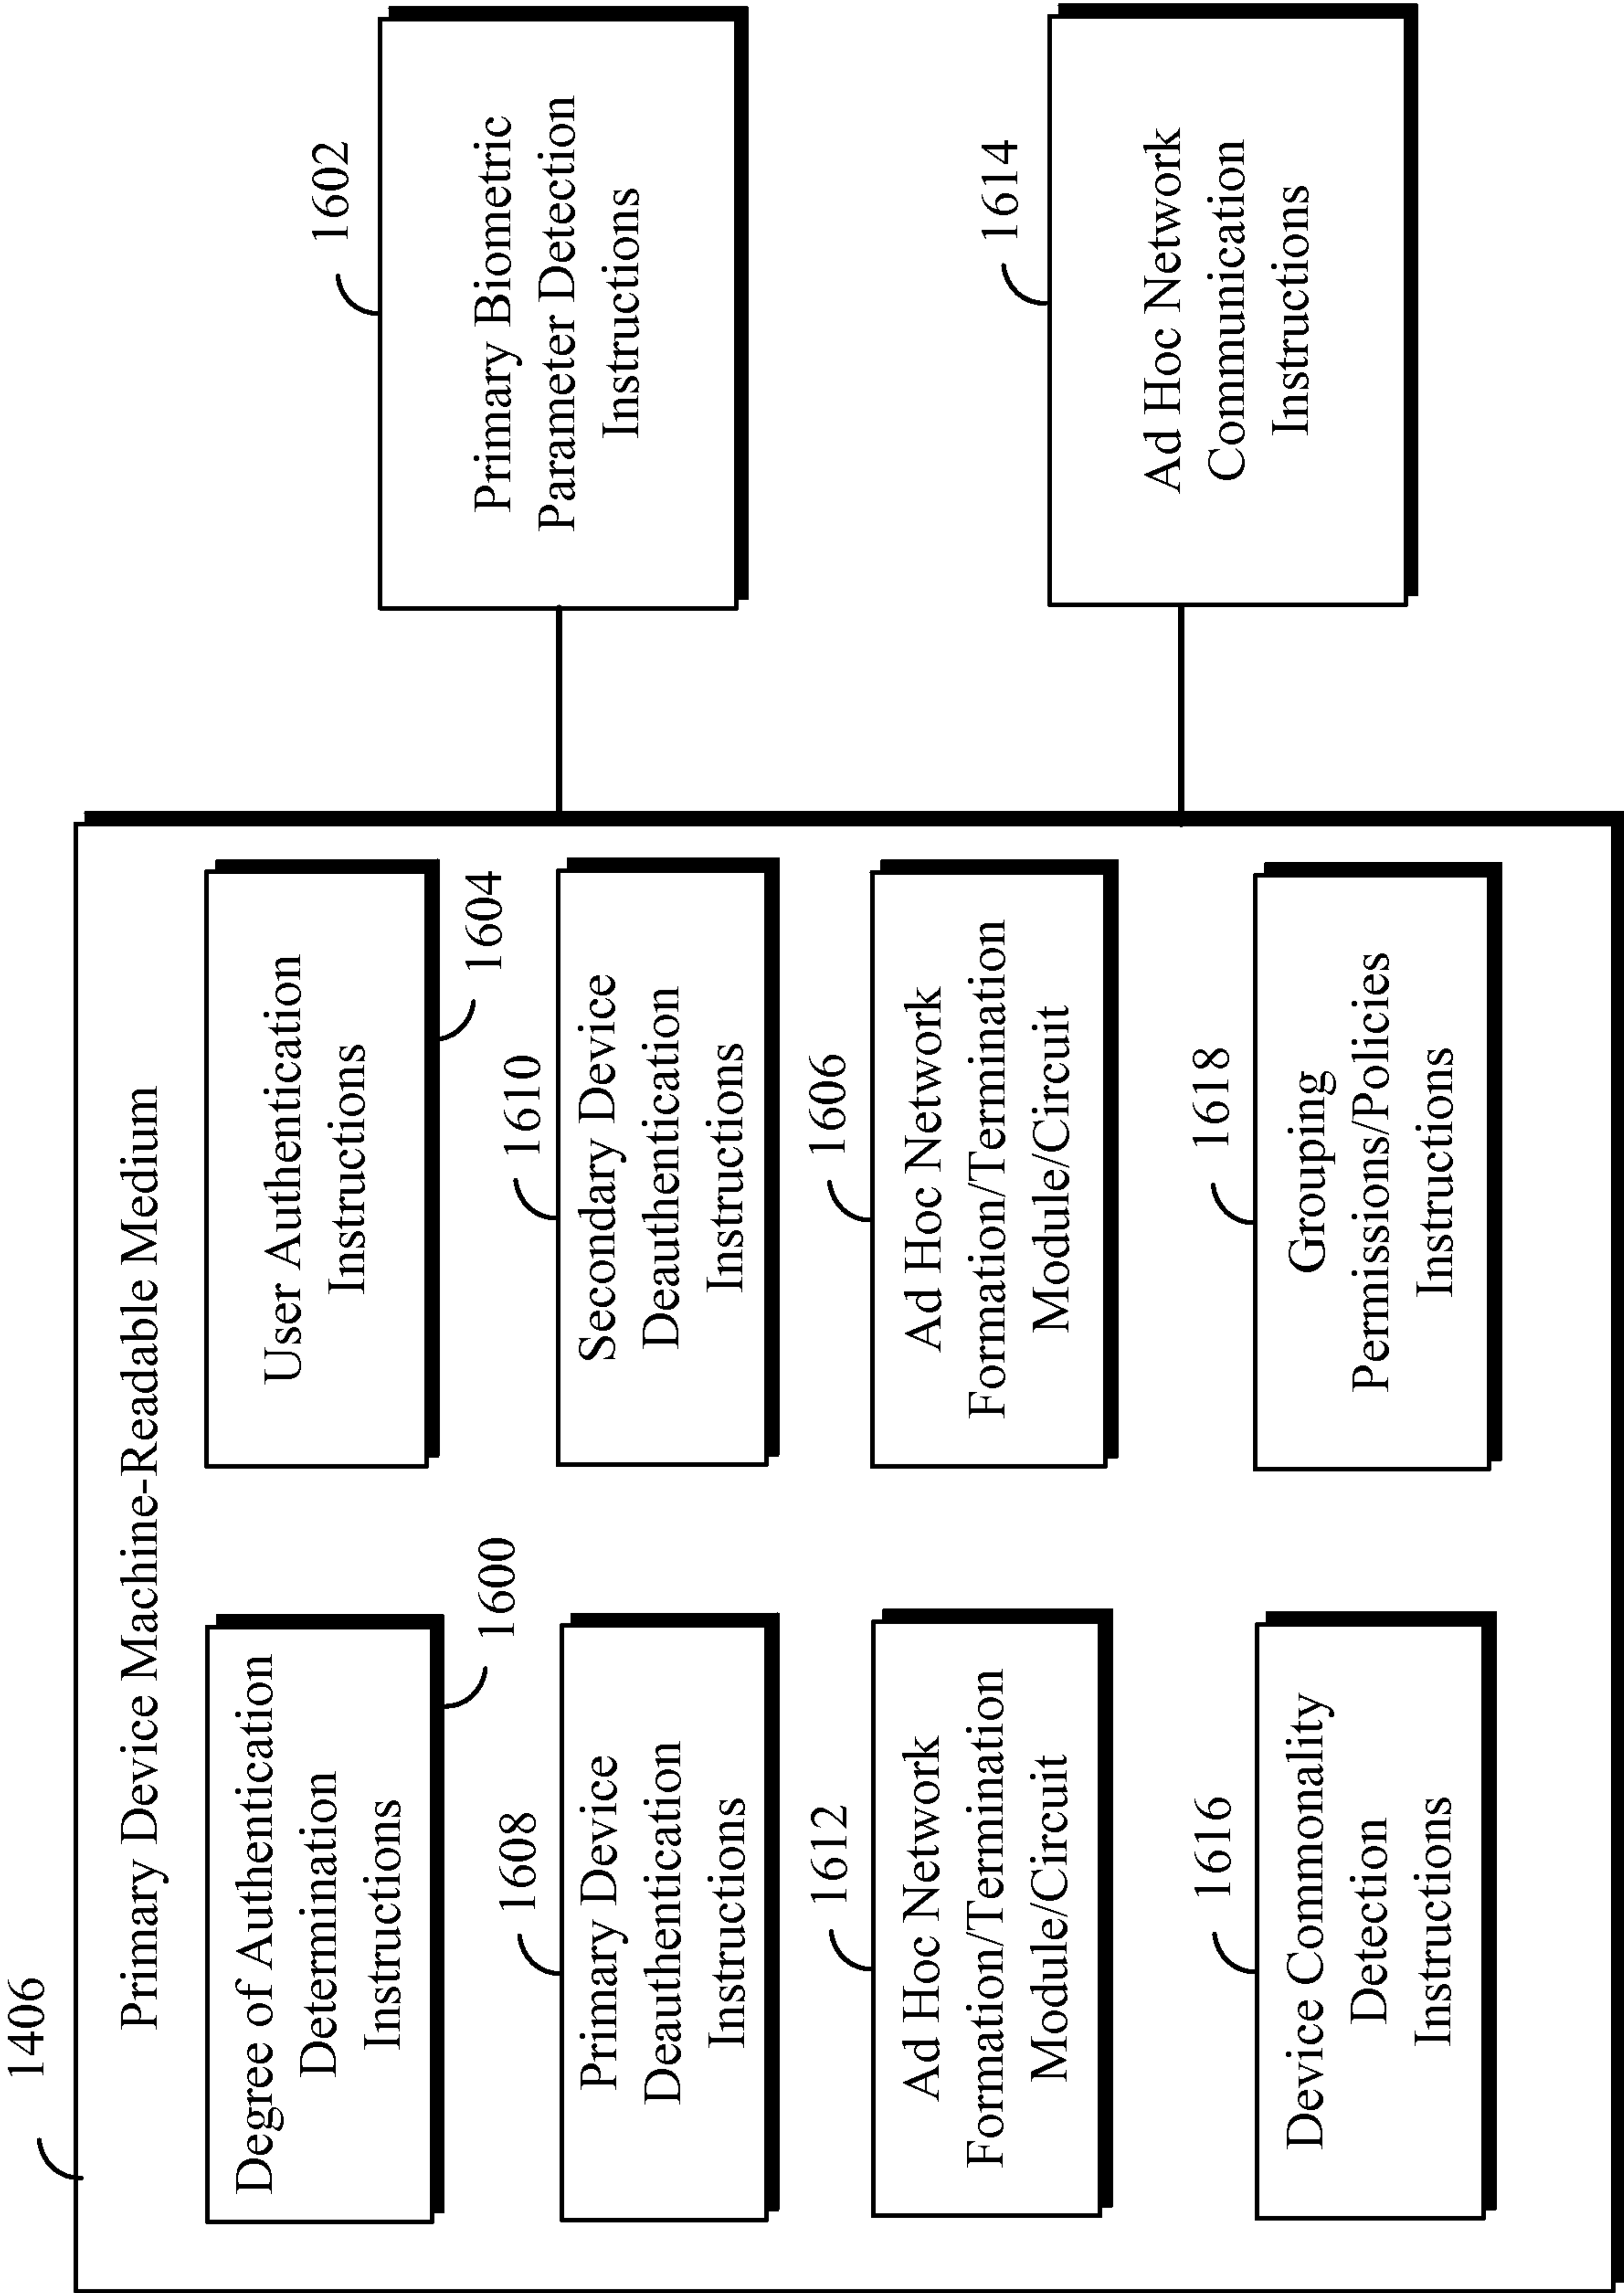 1406
Primary Device Machine-Readable Medium
Degree of Authentication
Determination
Instructions
1600
User Authentication
Instructions
1604
1602
Primary Biometric
Parameter Detection
Instructions
1608
Primary Device
Deauthentication
Instructions
1610
Secondary Device
Deauthentication
Instructions
1612
Ad Hoc Network
Formation/Termination
Module/Circuit
1606
Ad Hoc Network
Formation/Termination
Module/Circuit
1614
Ad Hoc Network
Communication
Instructions
1616
Device Commonality
Detection
Instructions
1618
Grouping
Permissions/Policies
Instructions